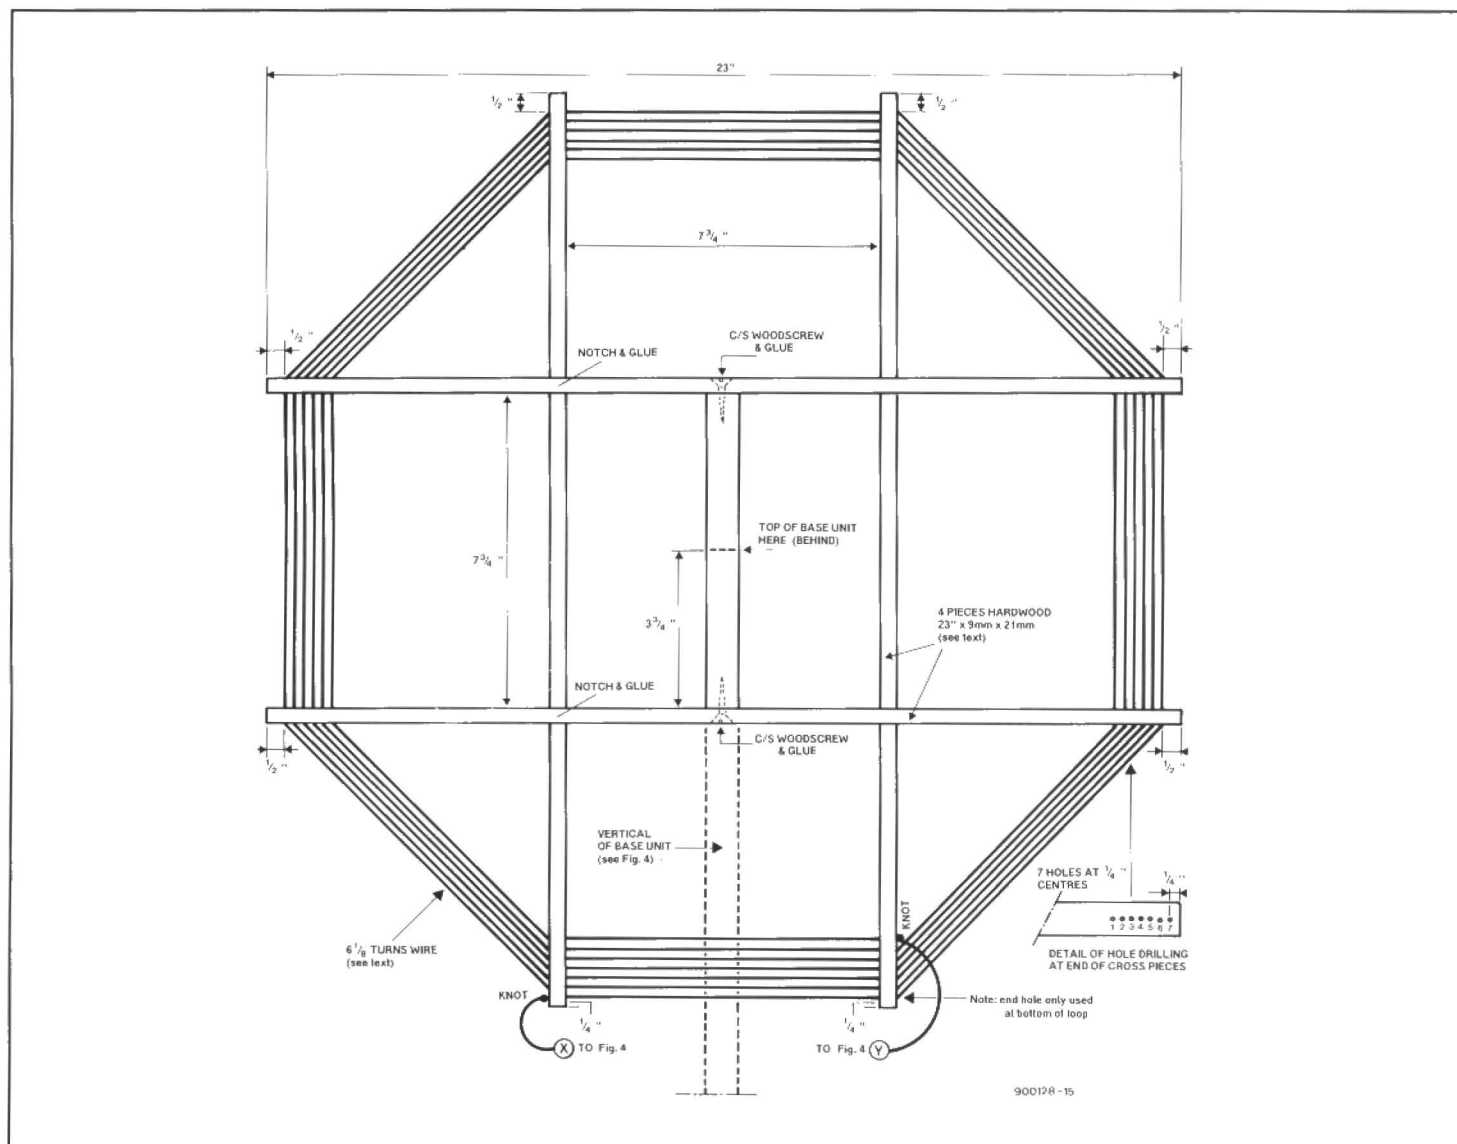 23"
1/2 "
1/2 "
7 3/4 "
C/S WOODSCREW
& GLUE
1/2 "
1/2 "
NOTCH & GLUE
TOP OF BASE UNIT
HERE (BEHIND)
7 3/4 "
3 3/4 "
4 PIECES HARDWOOD
23" x 9mm x 21mm
(see text)
NOTCH & GLUE
C/S WOODSCREW
& GLUE
1/2 "
1/2 "
VERTICAL
OF BASE UNIT
(see Fig. 4)
7 HOLES AT 1/4 "
CENTRES
1/4 "
1 2 3 4 5 6 7
DETAIL OF HOLE DRILLING
AT END OF CROSS PIECES
6 1/8 TURNS WIRE
(see text)
KNOT
KNOT
Note: end hole only used
at bottom of loop
1/4 "
1/4 "
X TO Fig. 4
TO Fig. 4 Y
900128-15